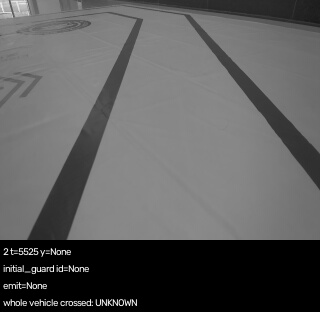 2 t=5525 y=None
initial_guard id=None
emit=None
whole vehicle crossed: UNKNOWN